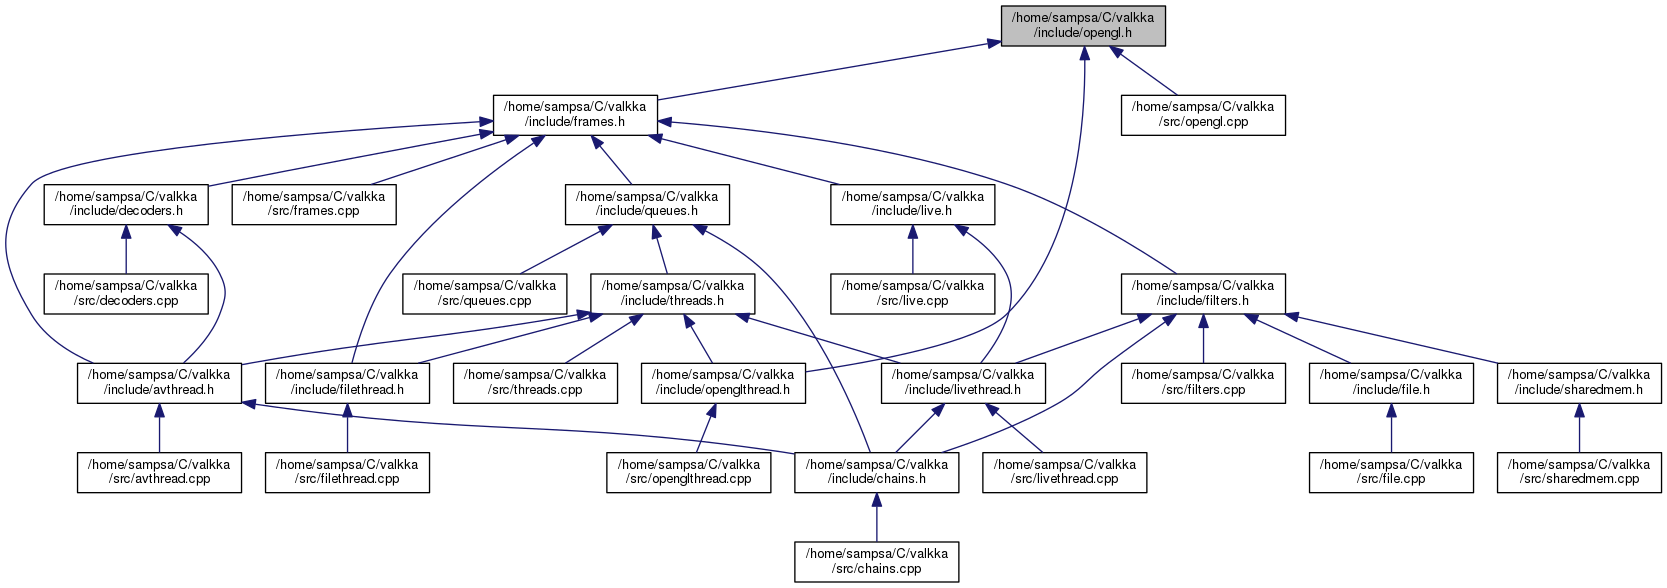 /home/sampsa/C/valkka
/include/opengl.h
/home/sampsa/C/valkka
/include/frames.h
/home/sampsa/C/valkka
/src/opengl.cpp
/home/sampsa/C/valkka
/include/decoders.h
/home/sampsa/C/valkka
/src/frames.cpp
/home/sampsa/C/valkka
/include/queues.h
/home/sampsa/C/valkka
/include/live.h
/home/sampsa/C/valkka
/src/decoders.cpp
/home/sampsa/C/valkka
/src/queues.cpp
/home/sampsa/C/valkka
/include/threads.h
/home/sampsa/C/valkka
/src/live.cpp
/home/sampsa/C/valkka
/include/filters.h
/home/sampsa/C/valkka
/include/avthread.h
/home/sampsa/C/valkka
/include/filethread.h
/home/sampsa/C/valkka
/src/threads.cpp
/home/sampsa/C/valkka
/include/openglthread.h
/home/sampsa/C/valkka
/include/livethread.h
/home/sampsa/C/valkka
/src/filters.cpp
/home/sampsa/C/valkka
/include/file.h
/home/sampsa/C/valkka
/include/sharedmem.h
/home/sampsa/C/valkka
/src/avthread.cpp
/home/sampsa/C/valkka
/src/filethread.cpp
/home/sampsa/C/valkka
/src/openglthread.cpp
/home/sampsa/C/valkka
/include/chains.h
/home/sampsa/C/valkka
/src/livethread.cpp
/home/sampsa/C/valkka
/src/file.cpp
/home/sampsa/C/valkka
/src/sharedmem.cpp
/home/sampsa/C/valkka
/src/chains.cpp